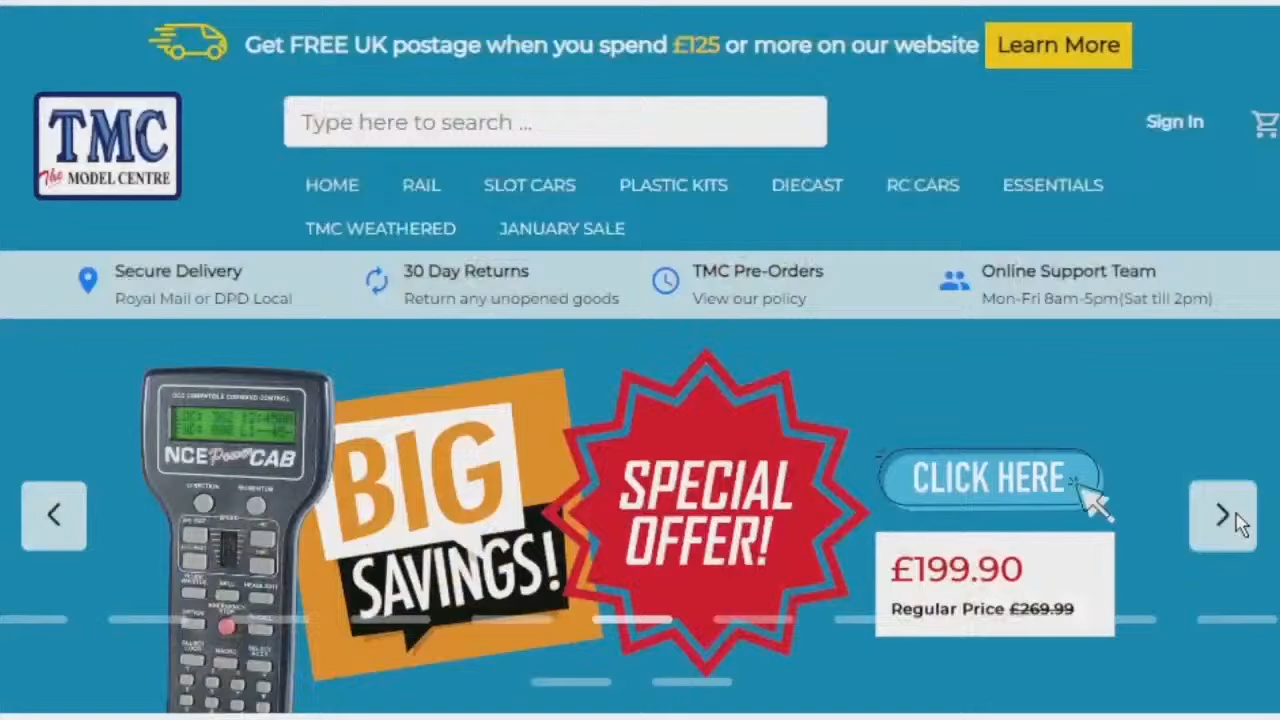 Get FREE UK postage when you spend £125 or more on our website
Learn More
TMC
The MODEL CENTRE
Type here to search ...
Sign In
HOME RAIL SLOT CARS PLASTIC KITS DIECAST RC CARS ESSENTIALS
TMC WEATHERED JANUARY SALE
Secure Delivery
Royal Mail or DPD Local
30 Day Returns
Return any unopened goods
TMC Pre-Orders
View our policy
Online Support Team
Mon-Fri 8am-5pm(Sat till 2pm)
NCE Power CAB
BIG
SAVINGS!
SPECIAL
OFFER!
CLICK HERE
£199.90
Regular Price £269.99